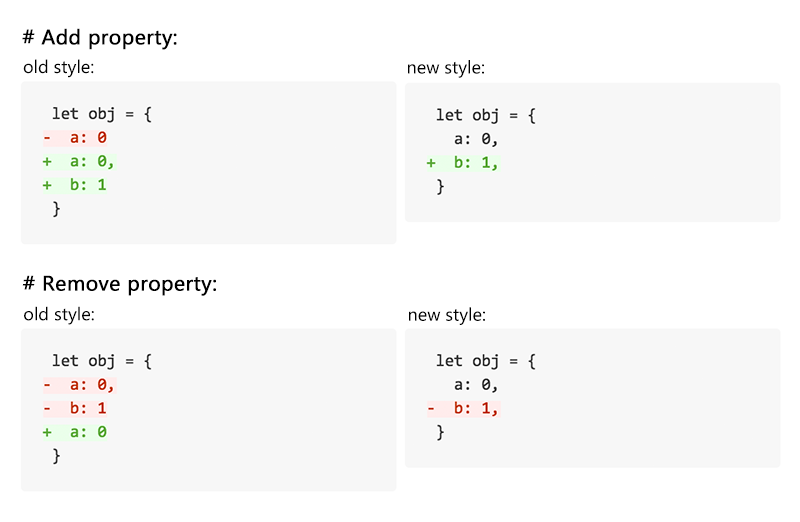 # Add property:
old style:
let obj = {
-  a: 0
+  a: 0,
+  b: 1
}
new style:
let obj = {
a: 0,
+  b: 1,
}
# Remove property:
old style:
let obj = {
-  a: 0,
-  b: 1
+  a: 0
}
new style:
let obj = {
a: 0,
-  b: 1,
}